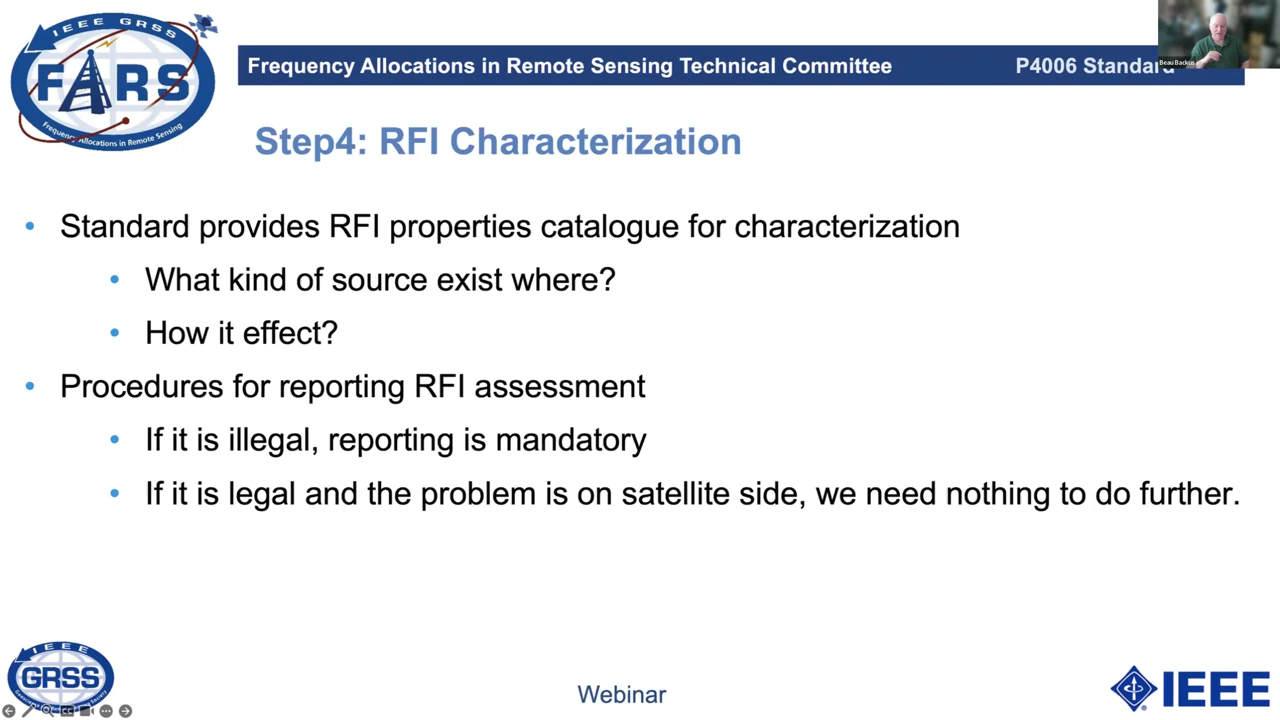 IEEE GRSS
FARS
Frequency Allocations in Remote Sensing
Frequency Allocations in Remote Sensing Technical Committee
P4006 Standard
Beau Backus
Step4: RFI Characterization
• Standard provides RFI properties catalogue for characterization
• What kind of source exist where?
• How it effect?
• Procedures for reporting RFI assessment
• If it is illegal, reporting is mandatory
• If it is legal and the problem is on satellite side, we need nothing to do further.
IEEE
GRSS
Webinar
IEEE